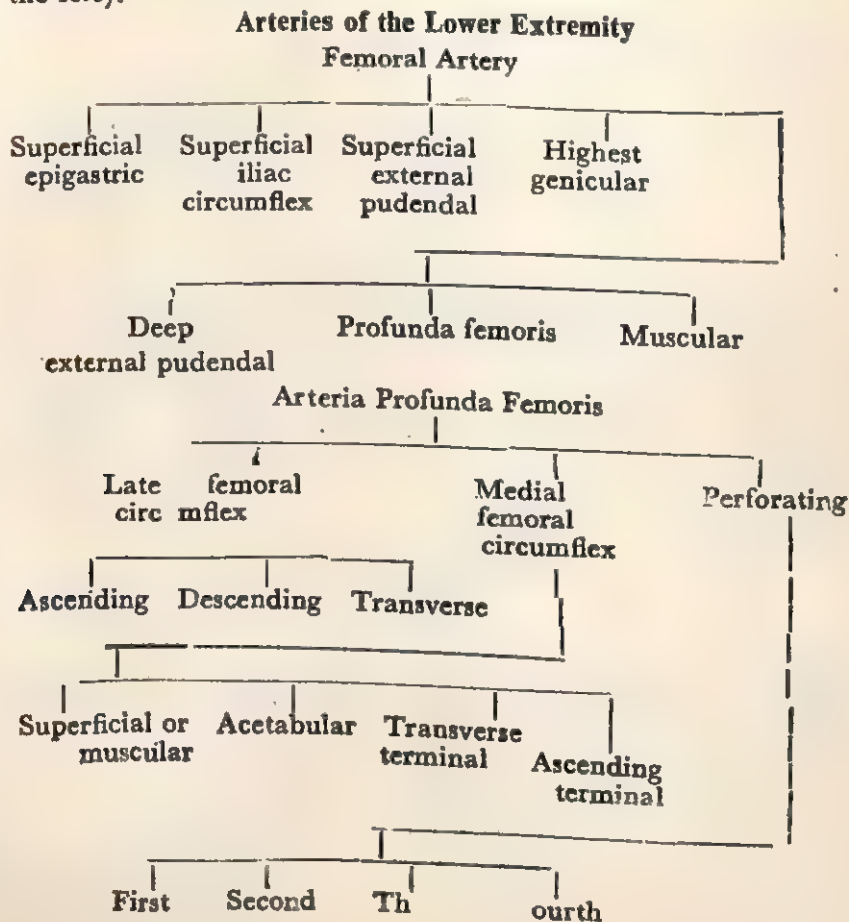 Arteries of the Lower Extremity
Femoral Artery
Superficial epigastric
Superficial iliac circumflex
Superficial external pudendal
Highest genicular
Deep external pudendal
Profunda femoris
Muscular
Arteria Profunda Femoris
Late femoral circ mflex
Medial femoral circumflex
Perforating
Ascending Descending Transverse
Superficial or muscular
Acetabular
Transverse terminal
Ascending terminal
First Second Th ourth